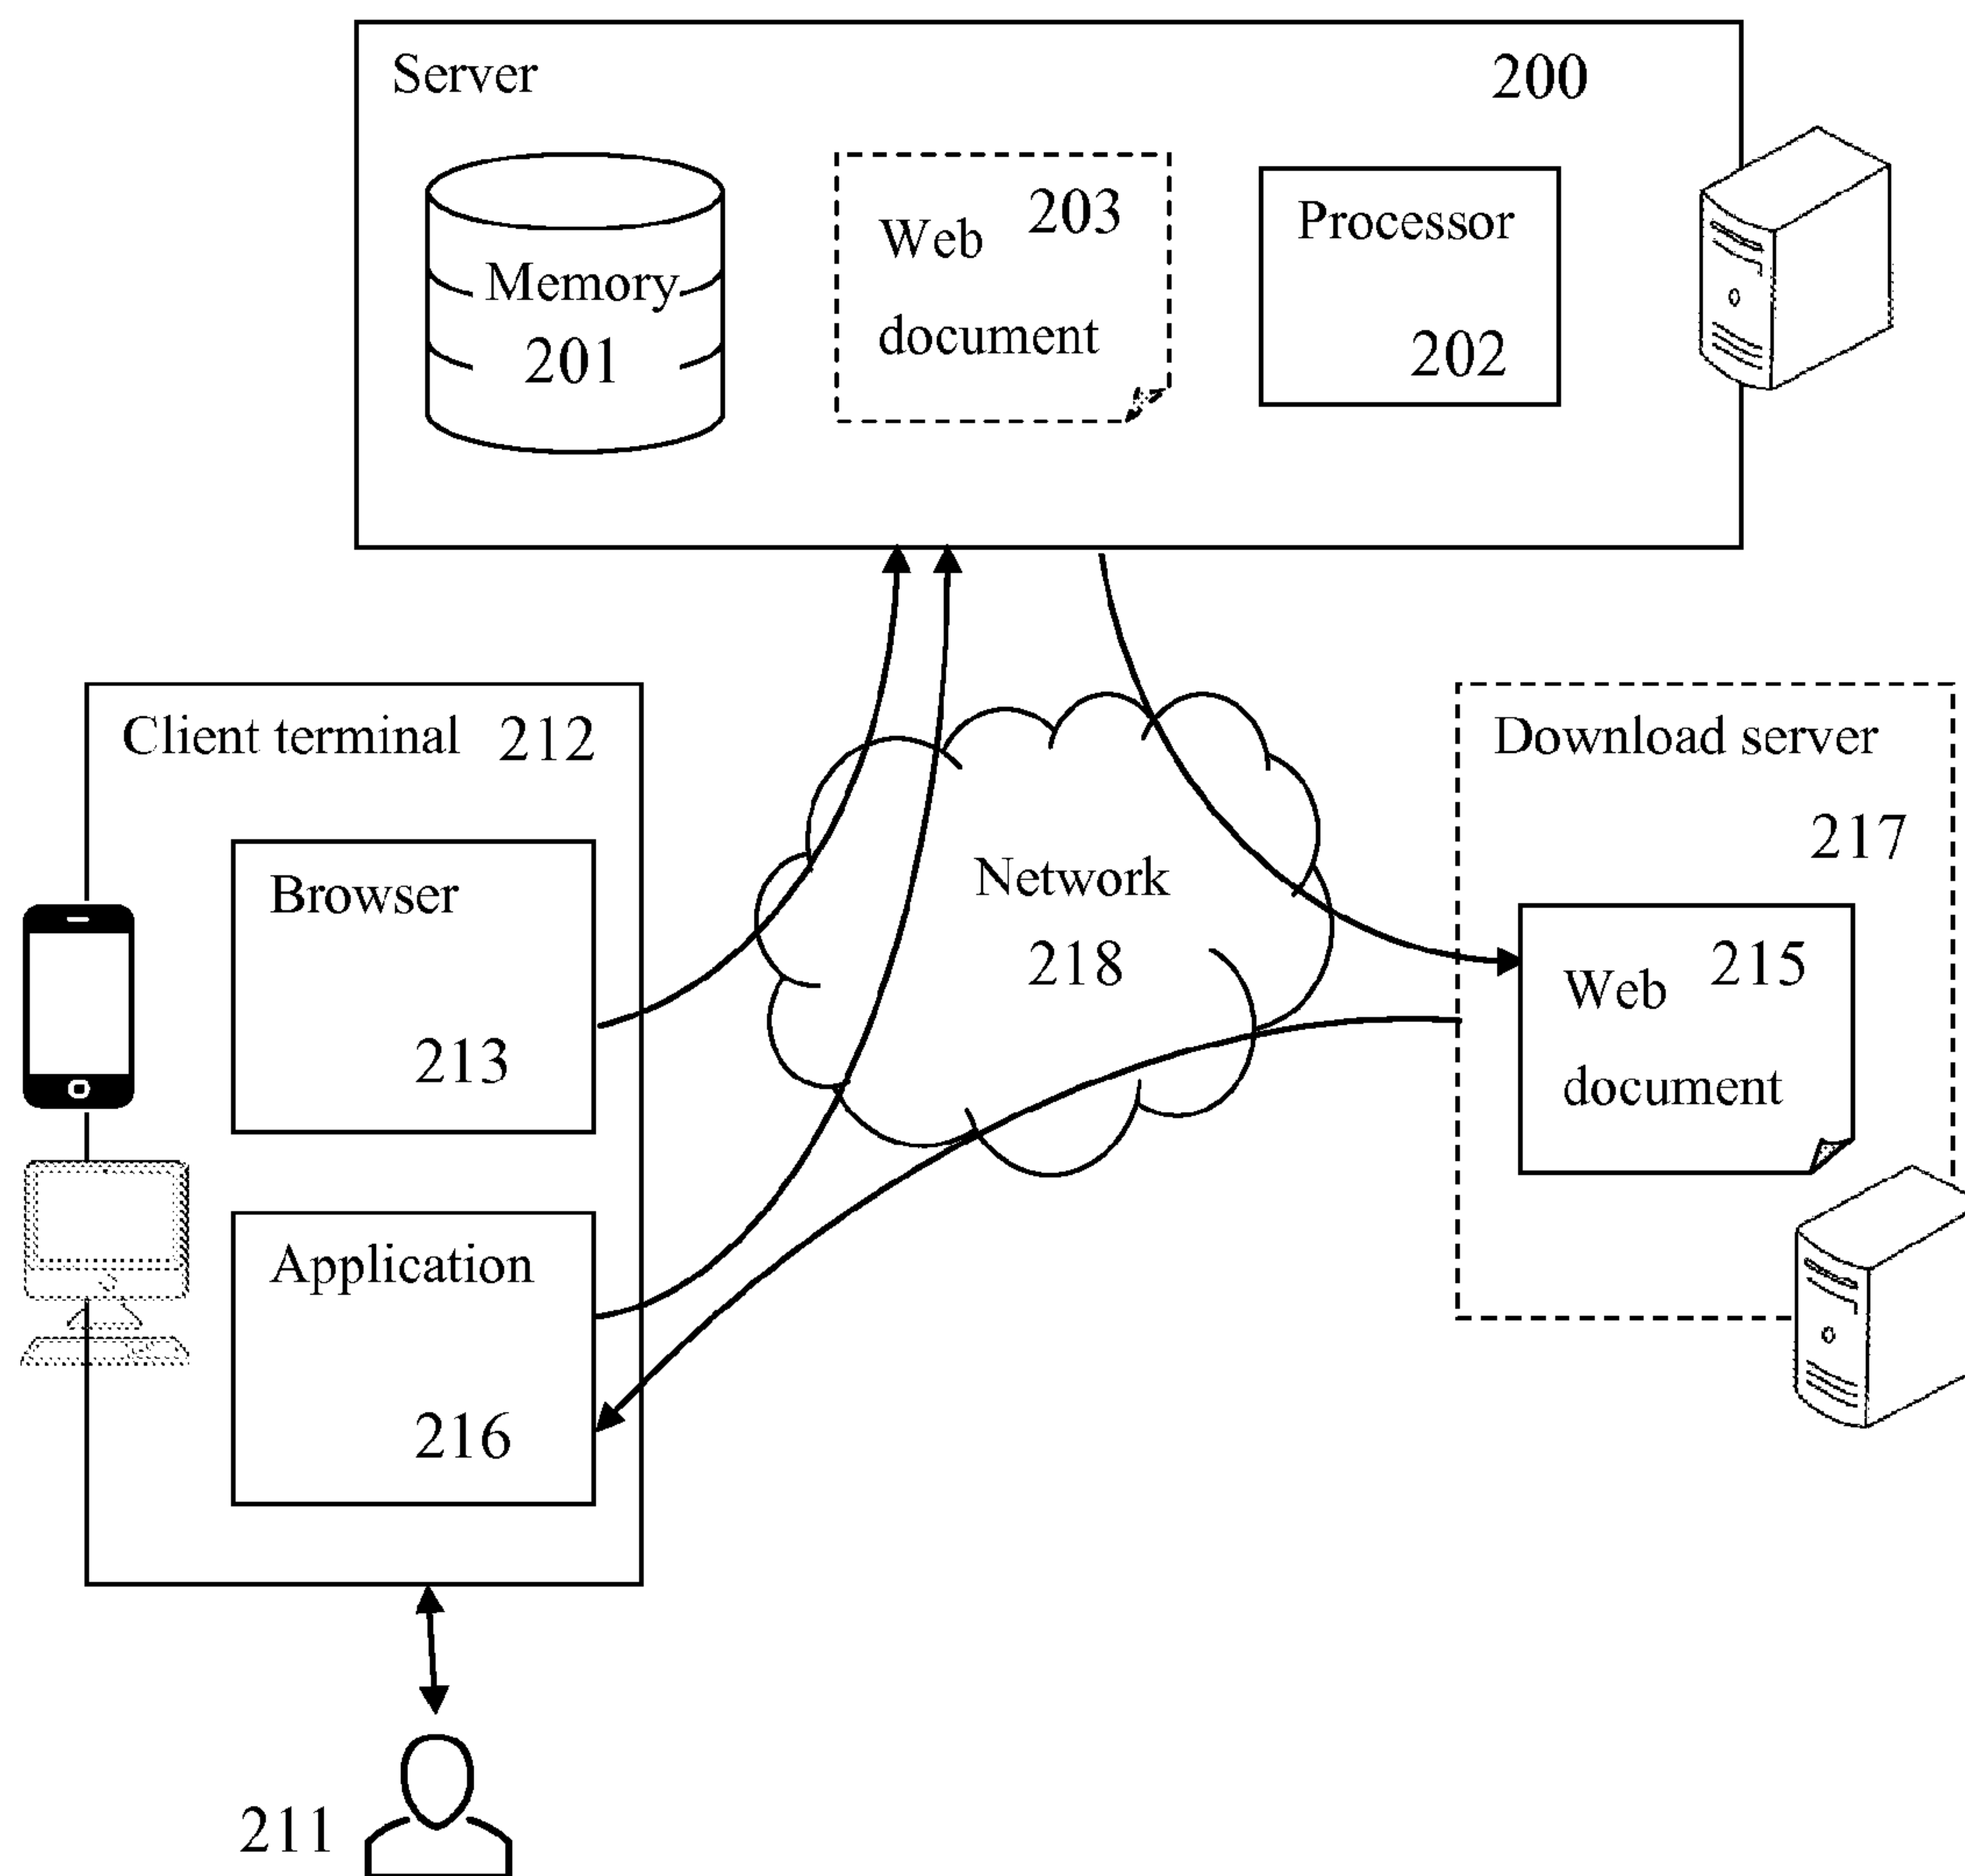 Server 200
Memory
201
Web 203
document
Processor
202
Client terminal 212
Browser
213
Application
216
Network
218
Download server
217
Web 215
document
211